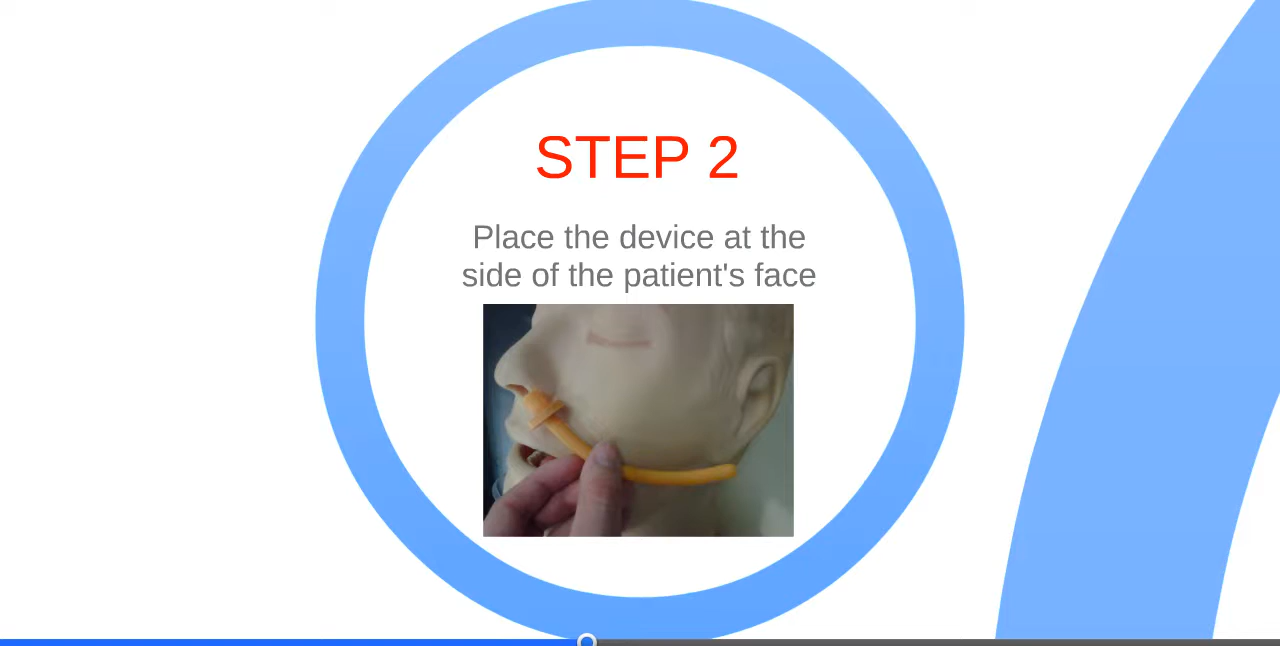 STEP 2
Place the device at the
side of the patient's face